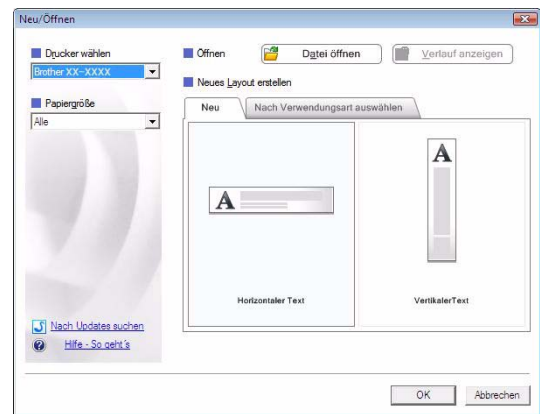 Neu/Öffnen
Drucker wählen
Brother XX-XXXX
Papiergröße
Alle
Nach Updates suchen
Hilfe - So geht's
Öffnen
Datei öffnen
Verlauf anzeigen
Neues Layout erstellen
Neu
Nach Verwendungsart auswählen
A
Horizontaler Text
A
VertikalerText
OK
Abbrechen